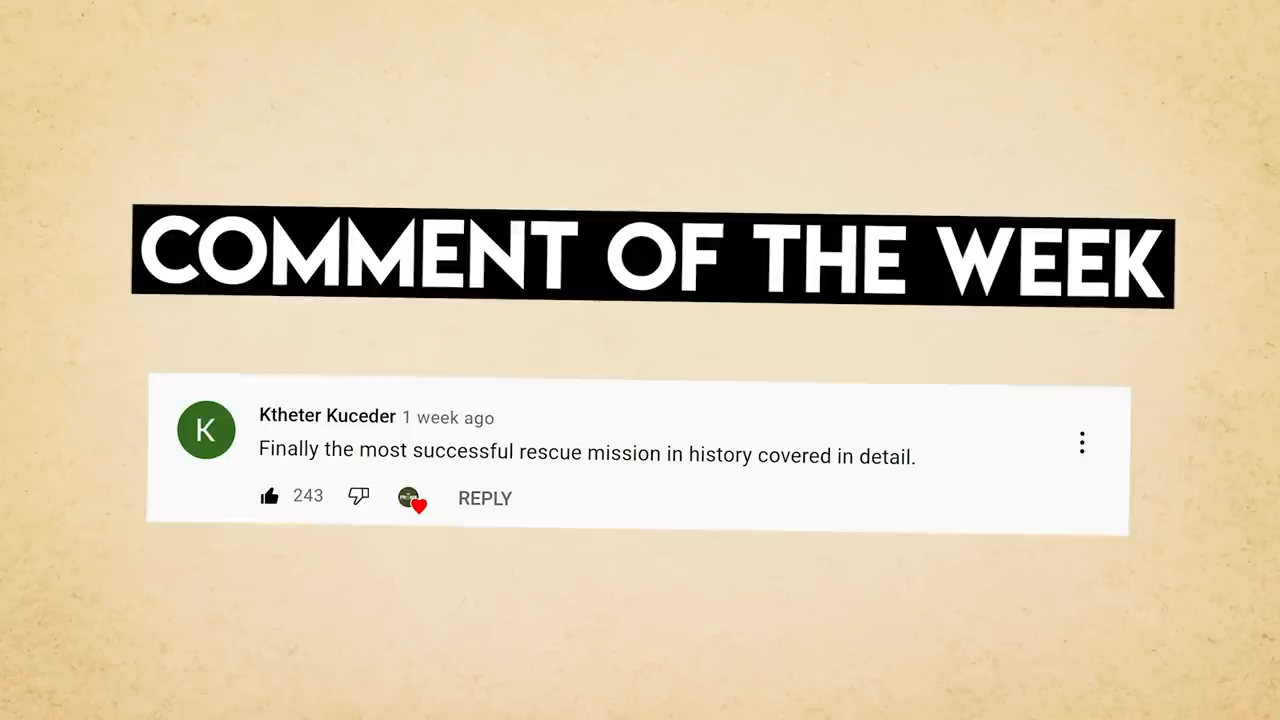 COMMENT OF THE WEEK
K
Ktheter Kuceder 1 week ago
Finally the most successful rescue mission in history covered in detail.
243
REPLY